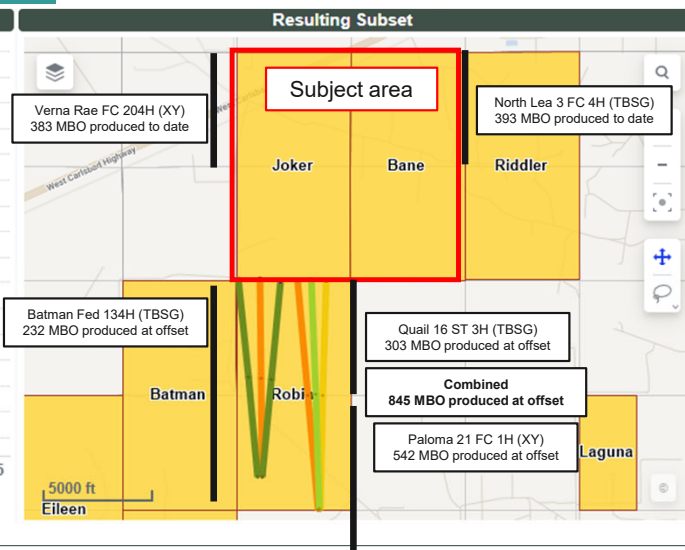 Resulting Subset
Subject area
Verna Rae FC 204H (XY)
383 MBO produced to date
North Lea 3 FC 4H (TBSG)
393 MBO produced to date
West Carlsbad Highway
Joker
Bane
Riddler
Batman Fed 134H (TBSG)
232 MBO produced at offset
Quail 16 ST 3H (TBSG)
303 MBO produced at offset
Combined
845 MBO produced at offset
Batman
Robin
Paloma 21 FC 1H (XY)
542 MBO produced at offset
Laguna
5000 ft
Eileen
©